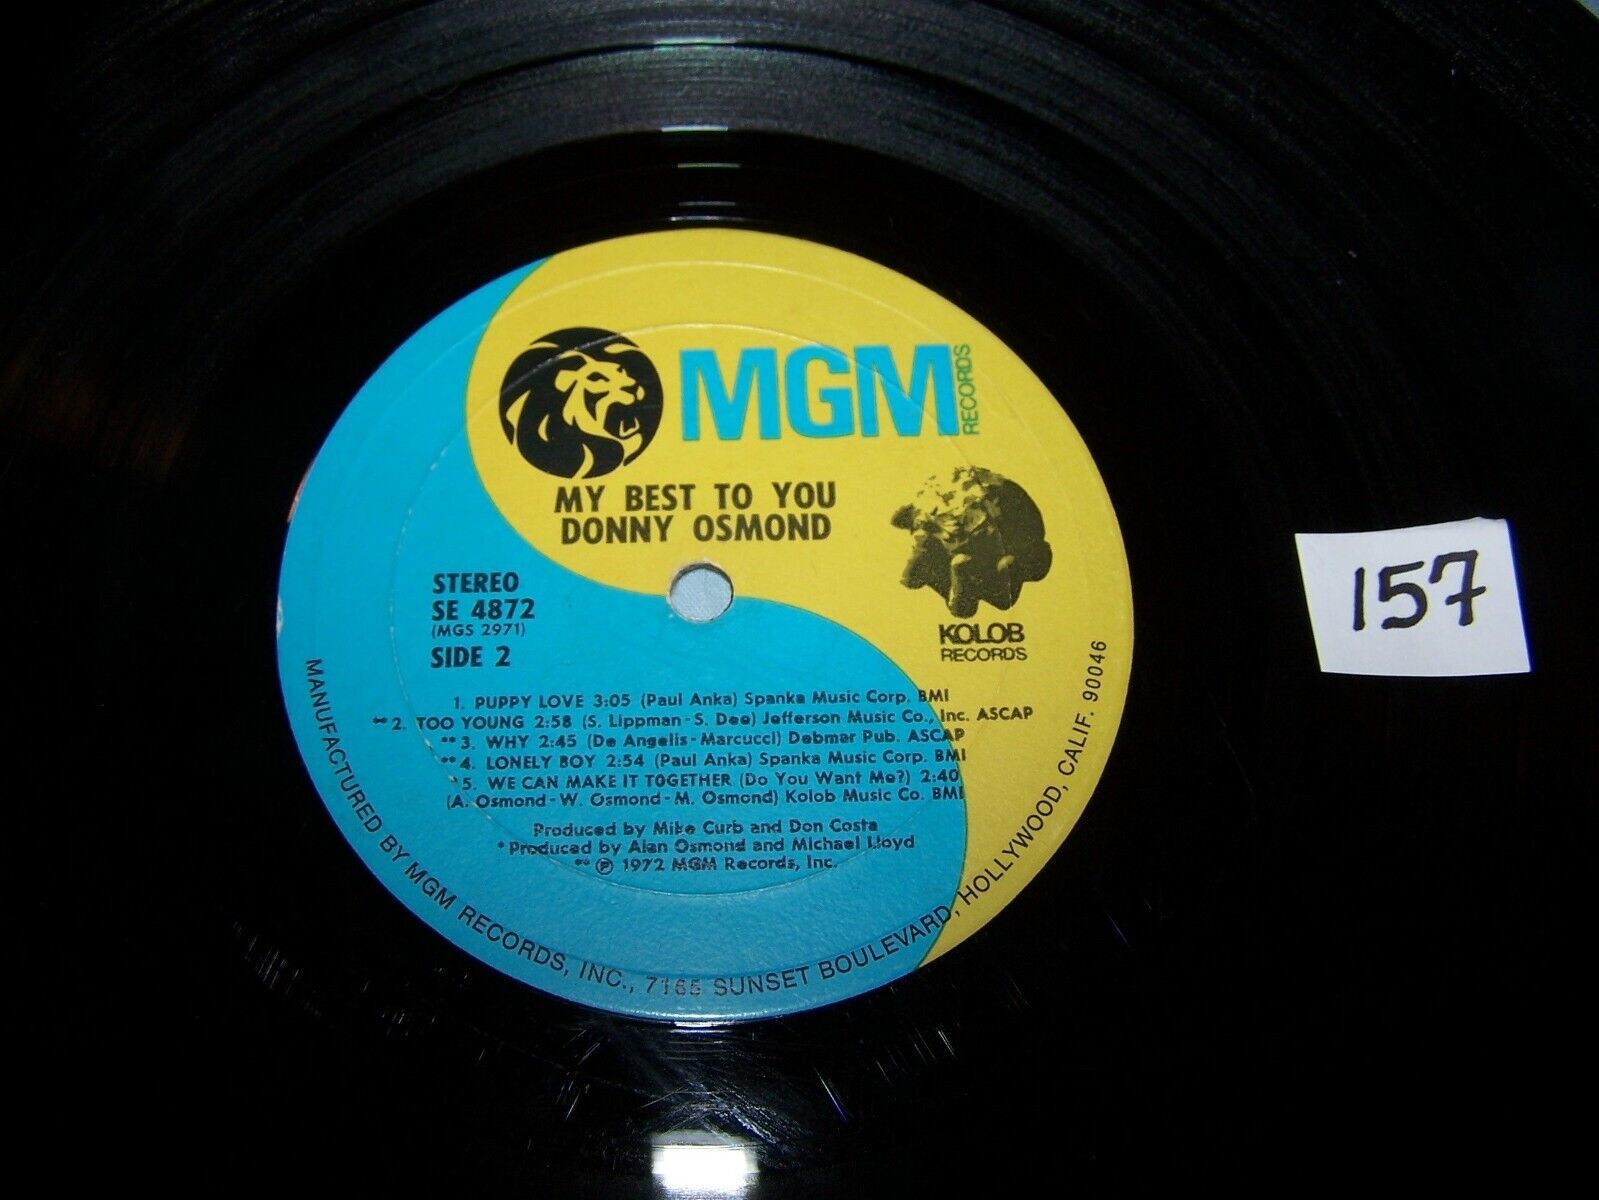 MGM RECORDS
MY BEST TO YOU
DONNY OSMOND
STEREO
SE 4872
(MGS 2971)
SIDE 2
KOLOB
RECORDS
1. PUPPY LOVE 3:05 (Paul Anka) Spanka Music Corp. BMI
** 2. TOO YOUNG 2:58 (S. Lippman - S. Dee) Jefferson Music Co., Inc. ASCAP
** 3. WHY 2:45 (De Angelis - Marcucci) Debmar Pub. ASCAP
** 4. LONELY BOY 2:54 (Paul Anka) Spanka Music Corp. BMI
* 5. WE CAN MAKE IT TOGETHER (Do You Want Me?) 2:40
(A. Osmond - W. Osmond - M. Osmond) Kolob Music Co. BMI
Produced by Mike Curb and Don Costa
* Produced by Alan Osmond and Michael Lloyd
** ℗ 1972 MGM Records, Inc.
MANUFACTURED BY MGM RECORDS, INC., 7165 SUNSET BOULEVARD, HOLLYWOOD, CALIF. 90046
157